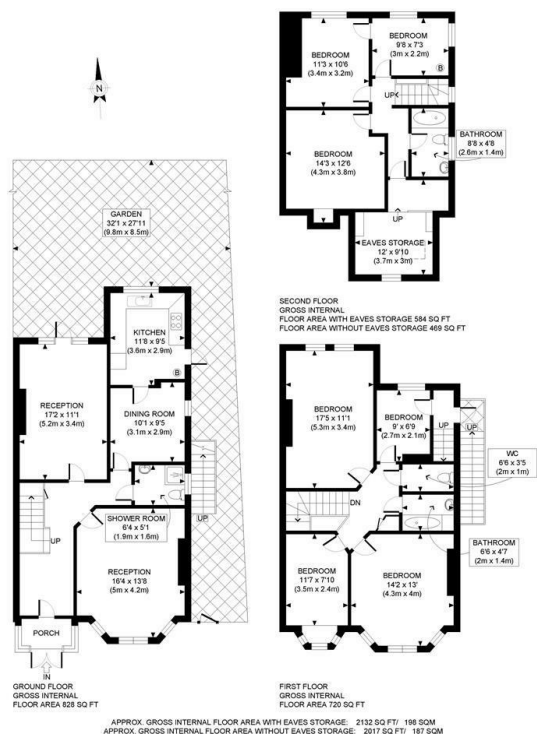 N
GARDEN
32'1 x 27'11
(9.8m x 8.5m)
KITCHEN
11'8 x 9'5
(3.6m x 2.9m)
B
RECEPTION
17'2 x 11'1
(5.2m x 3.4m)
DINING ROOM
10'1 x 9'5
(3.1m x 2.9m)
UP
SHOWER ROOM
6'4 x 5'1
(1.9m x 1.6m)
UP
RECEPTION
16'4 x 13'8
(5m x 4.2m)
PORCH
IN
GROUND FLOOR
GROSS INTERNAL
FLOOR AREA 828 SQ FT
BEDROOM
11'3 x 10'6
(3.4m x 3.2m)
BEDROOM
9'8 x 7'3
(3m x 2.2m)
B
UP
BEDROOM
14'3 x 12'6
(4.3m x 3.8m)
BATHROOM
8'8 x 4'8
(2.6m x 1.4m)
UP
EAVES STORAGE
12' x 9'10
(3.7m x 3m)
SECOND FLOOR
GROSS INTERNAL
FLOOR AREA WITH EAVES STORAGE 584 SQ FT
FLOOR AREA WITHOUT EAVES STORAGE 469 SQ FT
BEDROOM
17'5 x 11'1
(5.3m x 3.4m)
BEDROOM
9' x 6'9
(2.7m x 2.1m)
UP
UP
WC
6'6 x 3'5
(2m x 1m)
DN
BATHROOM
6'6 x 4'7
(2m x 1.4m)
BEDROOM
11'7 x 7'10
(3.5m x 2.4m)
BEDROOM
14'2 x 13'
(4.3m x 4m)
FIRST FLOOR
GROSS INTERNAL
FLOOR AREA 720 SQ FT
APPROX. GROSS INTERNAL FLOOR AREA WITH EAVES STORAGE: 2132 SQ FT/ 198 SQM
APPROX. GROSS INTERNAL FLOOR AREA WITHOUT EAVES STORAGE: 2017 SQ FT/ 187 SQM